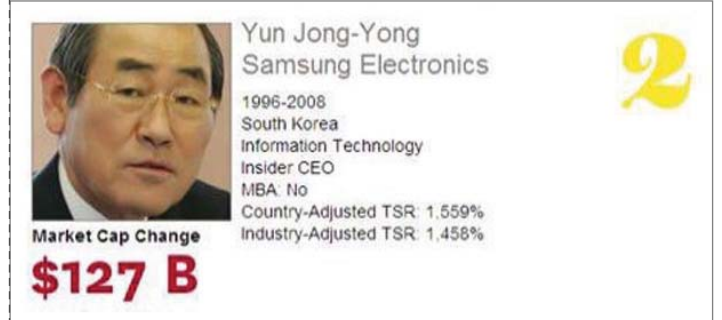 Yun Jong-Yong
Samsung Electronics
2
1996-2008
South Korea
Information Technology
Insider CEO
MBA: No
Country-Adjusted TSR: 1,559%
Industry-Adjusted TSR: 1,458%
Market Cap Change
$127 B